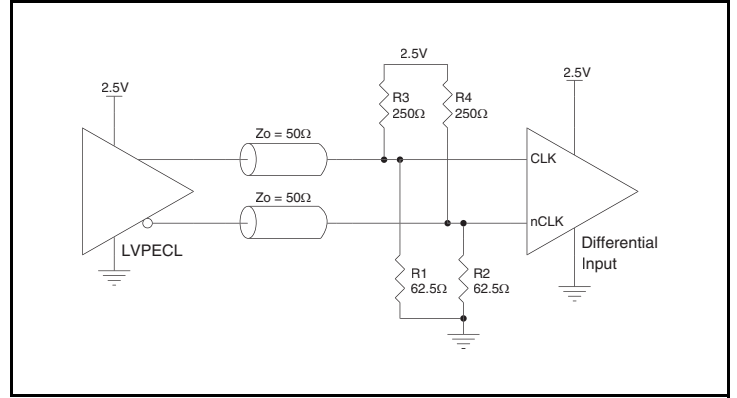 2.5V
2.5V
2.5V
R3
250Ω
R4
250Ω
Zo = 50Ω
CLK
Zo = 50Ω
nCLK
LVPECL
Differential
Input
R1
62.5Ω
R2
62.5Ω